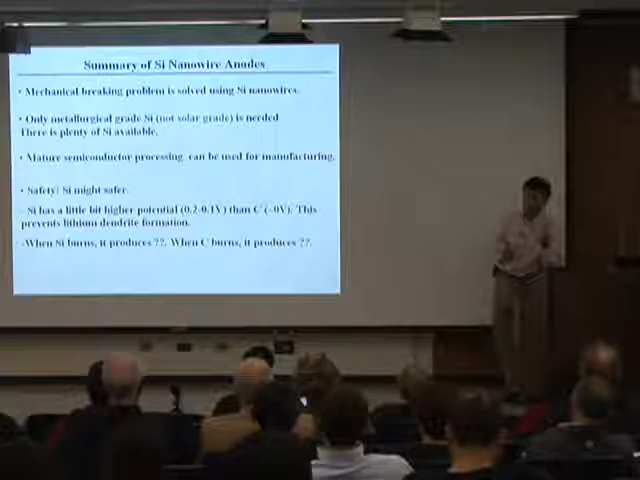 Summary of Si Nanowire Anodes
• Mechanical breaking problem is solved using Si nanowires.
• Only metallurgical grade Si (not solar grade) is needed
There is plenty of Si available.
• Mature semiconductor processing can be used for manufacturing.
• Safety: Si might safer.
- Si has a little bit higher potential (0.2-0.1V) than C (~0V). This
prevents lithium dendrite formation.
-When Si burns, it produces ??. When C burns, it produces ??.